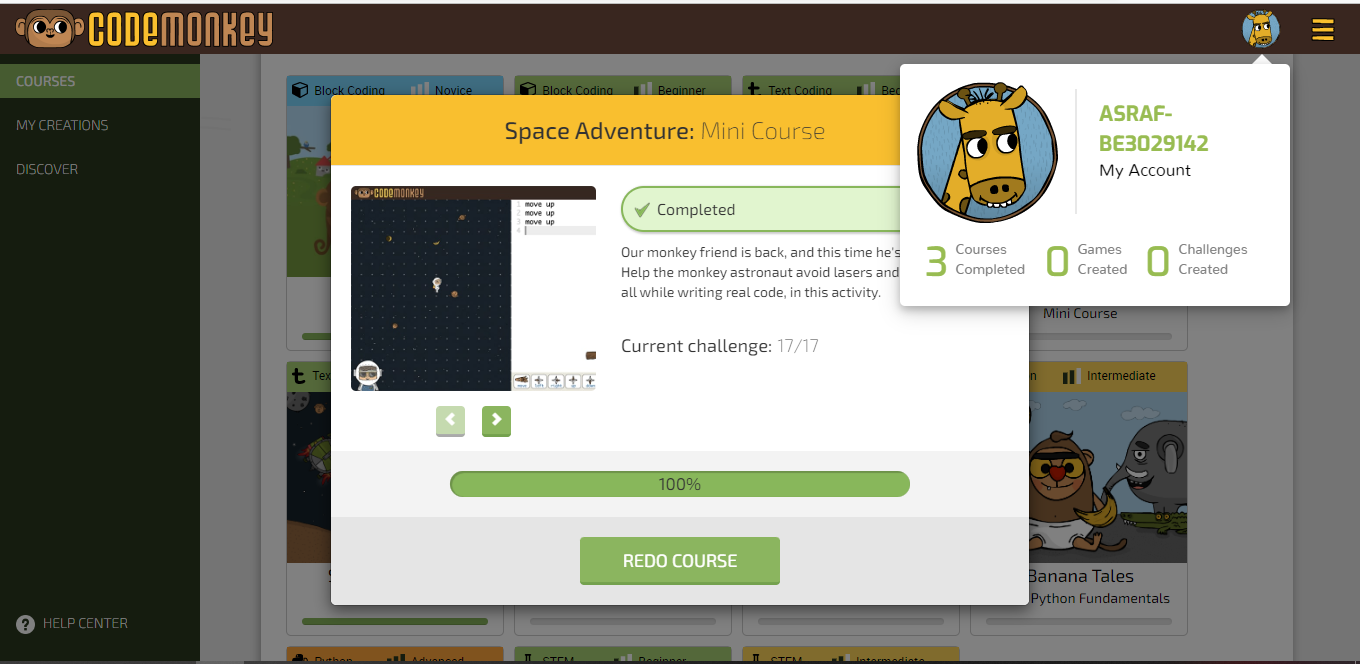 CODEMONKEY
COURSES
MY CREATIONS
DISCOVER
HELP CENTER
Block Coding Novice
Block Coding Beginner
Text Coding
Space Adventure: Mini Course
CODEMONKEY
1 move up
2 move up
3 move up
4
Completed
Our monkey friend is back, and this time he's
Help the monkey astronaut avoid lasers and
all while writing real code, in this activity.
Current challenge: 17/17
100%
REDO COURSE
ASRAF-
BE3029142
My Account
3 Courses Completed
0 Games Created
0 Challenges Created
Mini Course
Intermediate
Banana Tales
Python Fundamentals
Python Advanced
STEM Beginner
STEM Intermediate